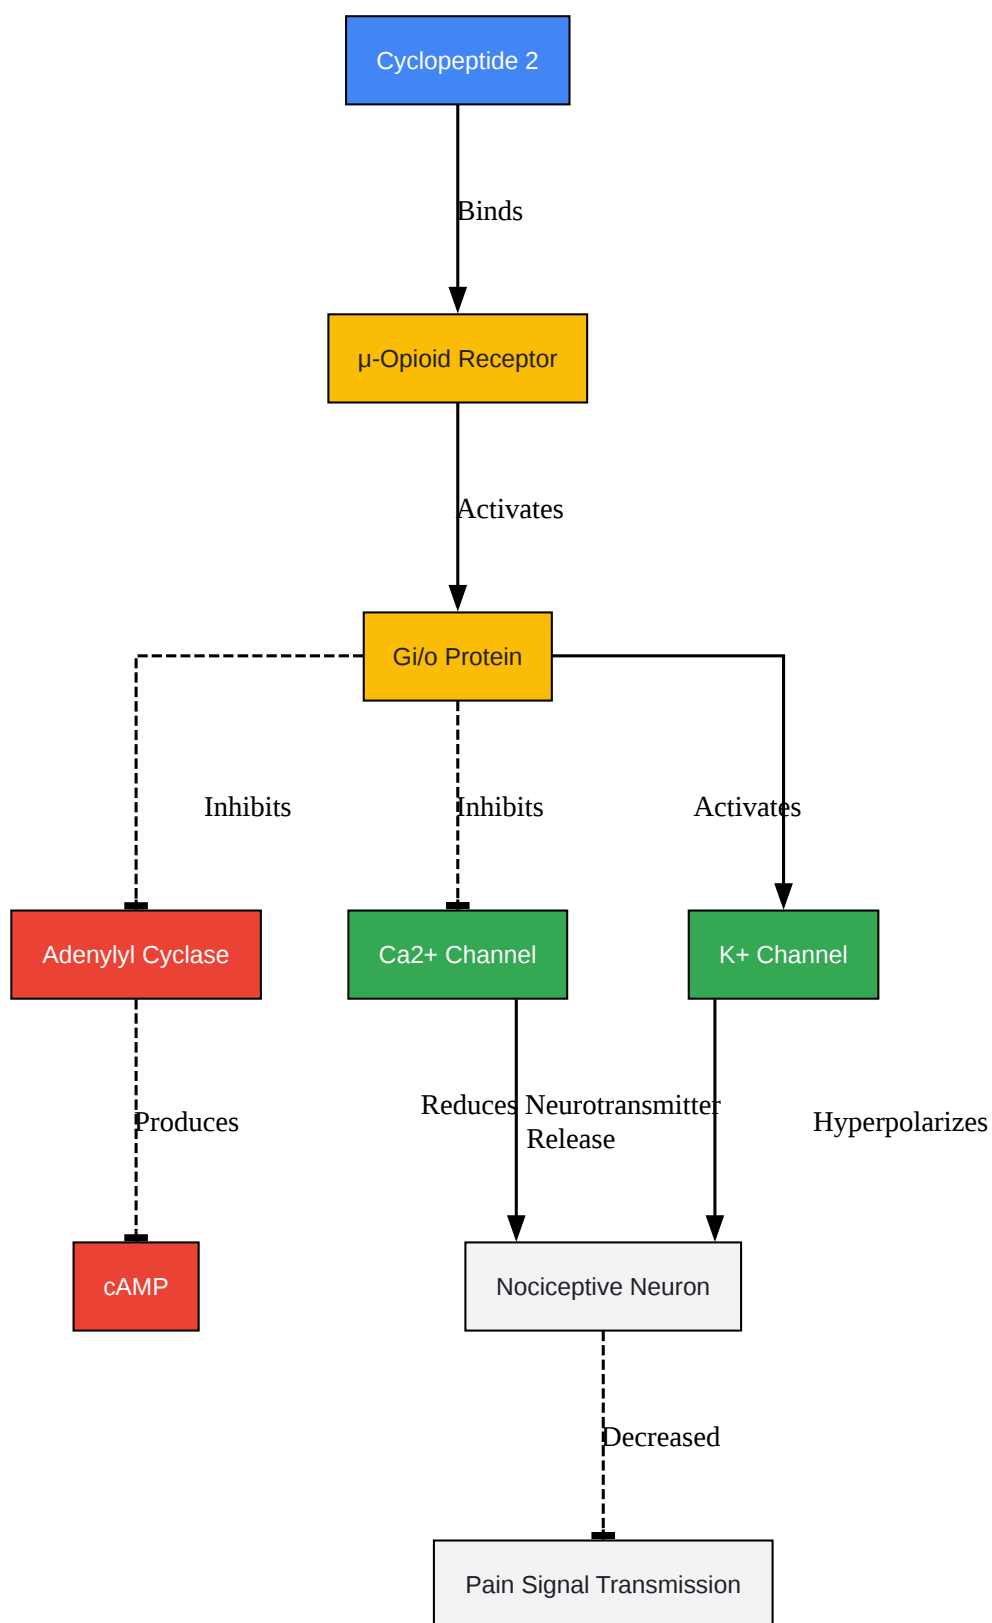 Cyclopeptide 2
Binds
μ-Opioid Receptor
Activates
Gi/o Protein
Inhibits
Inhibits
Activates
Adenylyl Cyclase
Ca2+ Channel
K+ Channel
Produces
Reduces Neurotransmitter
Release
Hyperpolarizes
cAMP
Nociceptive Neuron
Decreased
Pain Signal Transmission